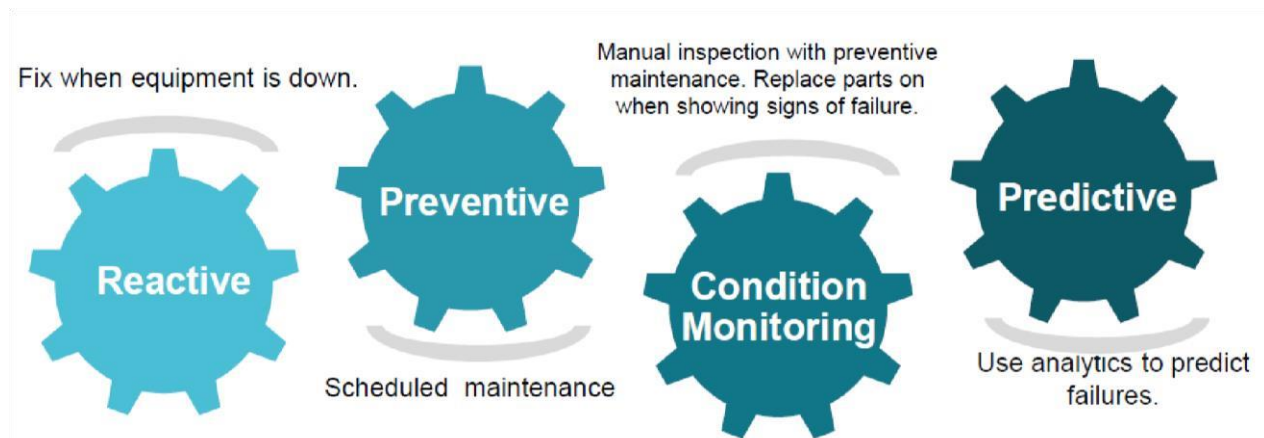 Fix when equipment is down.
Reactive
Preventive
Scheduled maintenance
Manual inspection with preventive
maintenance. Replace parts on
when showing signs of failure.
Condition
Monitoring
Predictive
Use analytics to predict
failures.